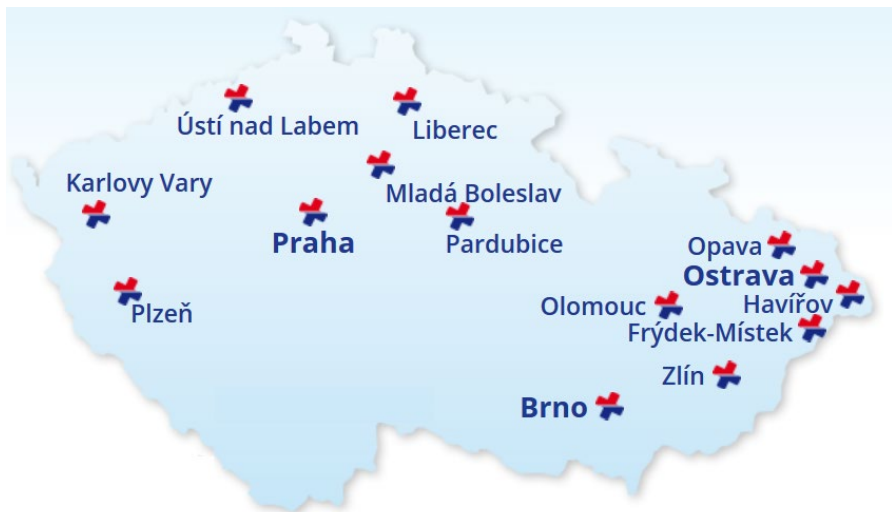 Ústí nad Labem
Liberec
Karlovy Vary
Mladá Boleslav
Praha
Pardubice
Opava
Ostrava
Plzeň
Olomouc
Havířov
Frýdek-Místek
Zlín
Brno